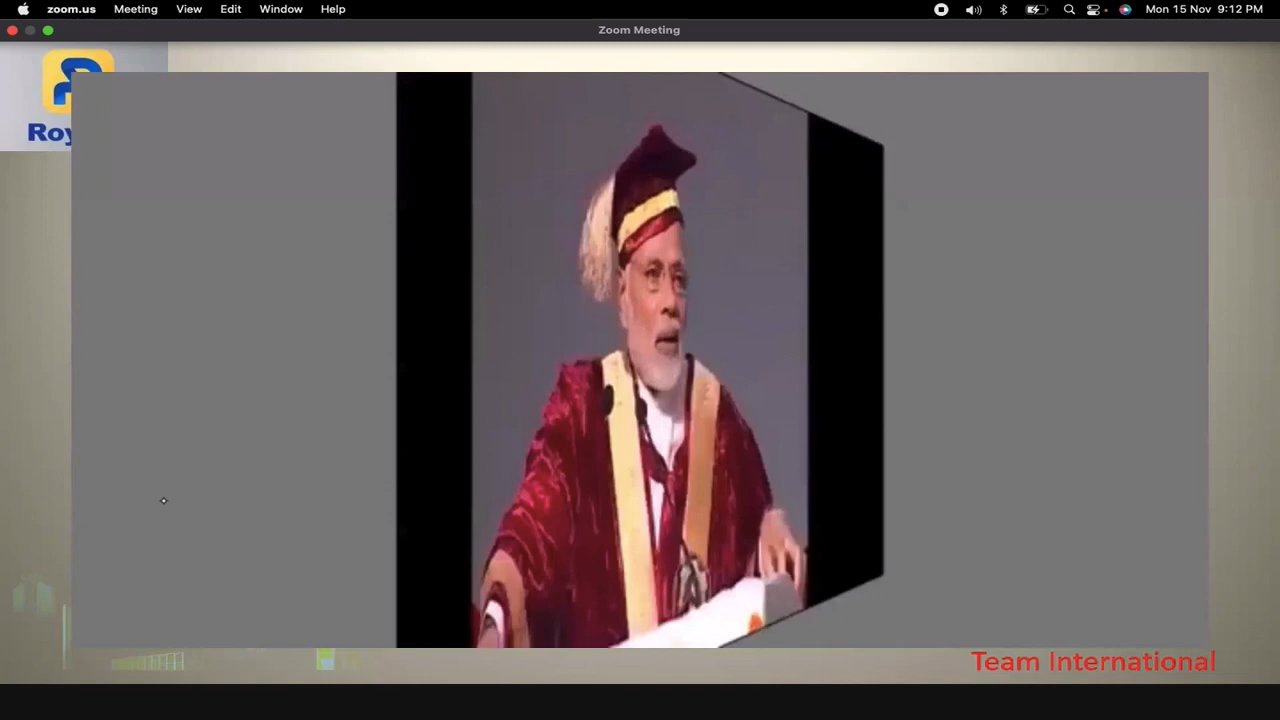 zoom.us Meeting View Edit Window Help Mon 15 Nov 9:12 PM
Zoom Meeting
Roy
Team International